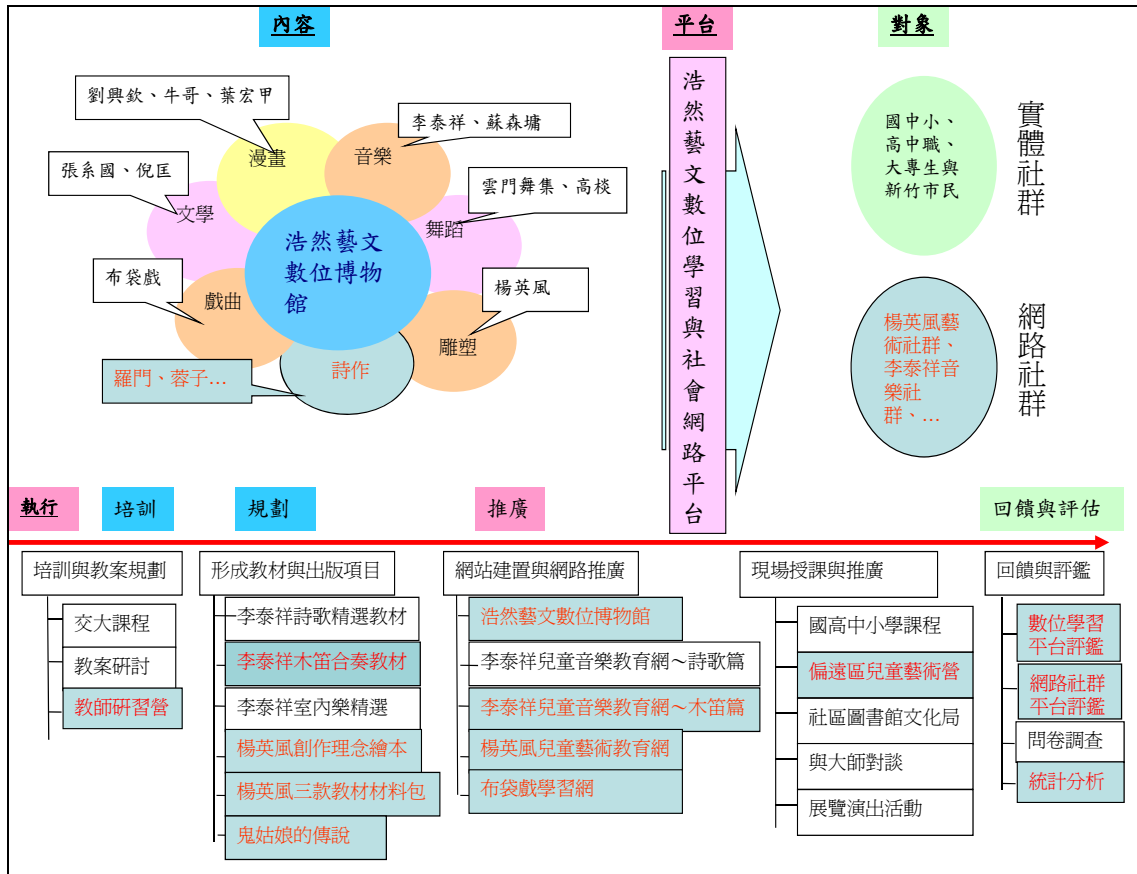 內容
平台
對象
劉興欽、牛哥、葉宏甲
漫畫
李泰祥、蘇森墉
音樂
張系國、倪匡
文學
雲門舞集、高棪
舞蹈
布袋戲
戲曲
楊英風
雕塑
羅門、蓉子…
詩作
浩然藝文
數位博物
館
浩然藝文數位學習與社會網路平台
國中小、
高中職、
大專生與
新竹市民
實體社群
楊英風藝
術社群、
李泰祥音
樂社
群、…
網路社群
執行
培訓
規劃
推廣
回饋與評估
培訓與教案規劃
交大課程
教案研討
教師研習營
形成教材與出版項目
李泰祥詩歌精選教材
李泰祥木笛合奏教材
李泰祥室內樂精選
楊英風創作理念繪本
楊英風三款教材材料包
鬼姑娘的傳說
網站建置與網路推廣
浩然藝文數位博物館
李泰祥兒童音樂教育網～詩歌篇
李泰祥兒童音樂教育網～木笛篇
楊英風兒童藝術教育網
布袋戲學習網
現場授課與推廣
國高中小學課程
偏遠區兒童藝術營
社區圖書館文化局
與大師對談
展覽演出活動
回饋與評鑑
數位學習
平台評鑑
網路社群
平台評鑑
問卷調查
統計分析